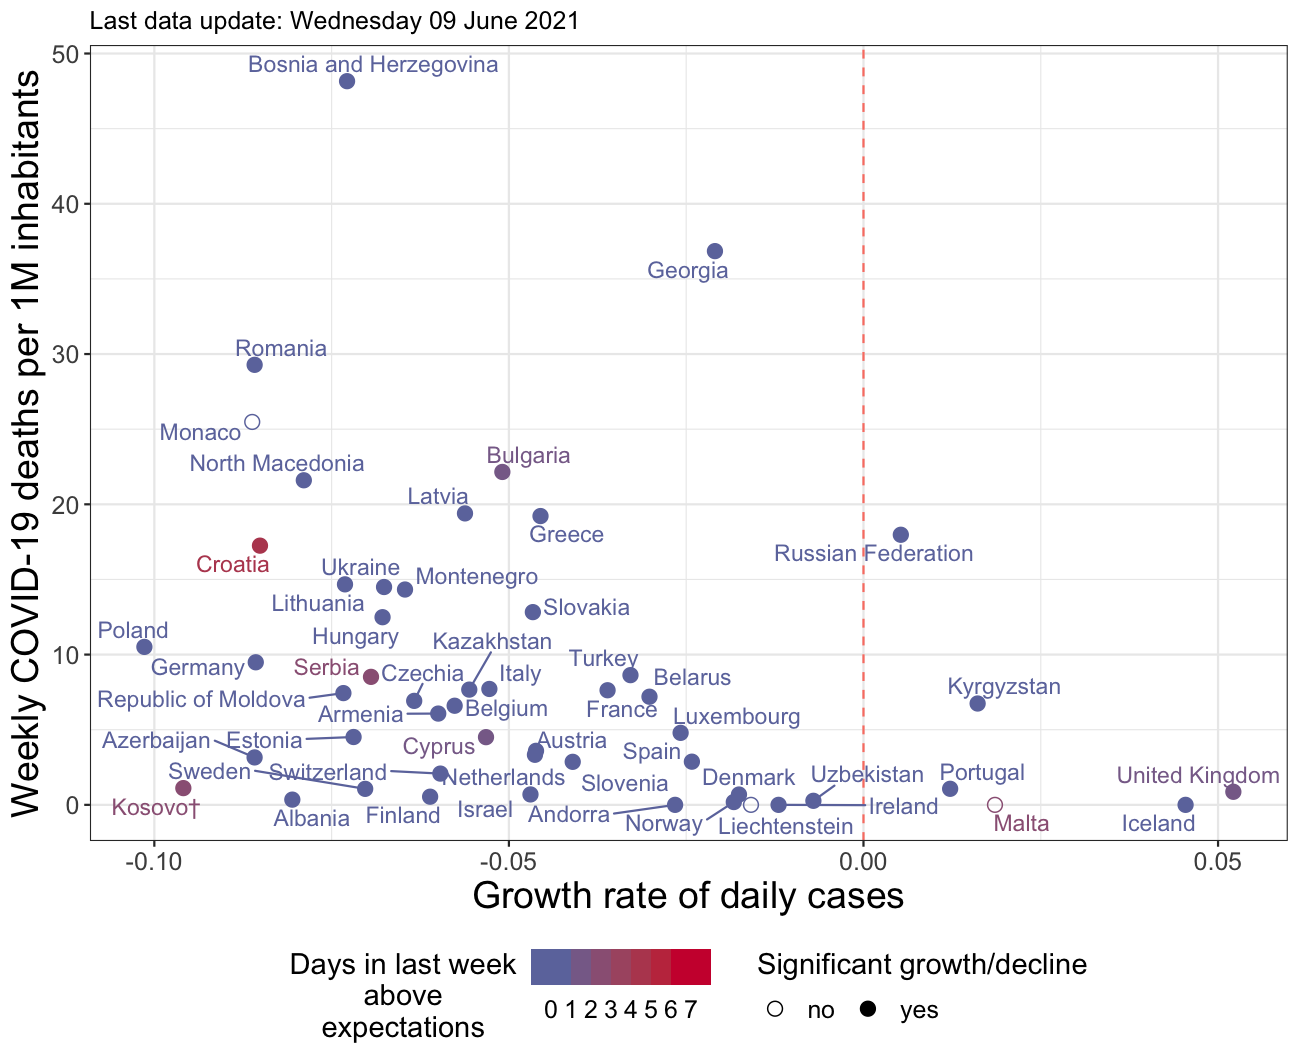 Last data update: Wednesday 09 June 2021
Weekly COVID-19 deaths per 1M inhabitants
50
40
30
20
10
0
Bosnia and Herzegovina
Georgia
Romania
Monaco
Bulgaria
North Macedonia
Latvia
Greece
Russian Federation
Croatia
Ukraine
Montenegro
Lithuania
Slovakia
Poland
Hungary
Kazakhstan
Germany
Serbia
Czechia
Italy
Turkey
Belarus
Republic of Moldova
Kyrgyzstan
Armenia
Belgium
France
Luxembourg
Azerbaijan
Estonia
Cyprus
Austria
Spain
Sweden
Switzerland
Netherlands
Slovenia
Denmark
Uzbekistan
Portugal
United Kingdom
Kosovo†
Albania
Finland
Israel
Andorra
Norway
Liechtenstein
Ireland
Malta
Iceland
-0.10
-0.05
0.00
0.05
Growth rate of daily cases
Days in last week
above
expectations
0 1 2 3 4 5 6 7
Significant growth/decline
no
yes